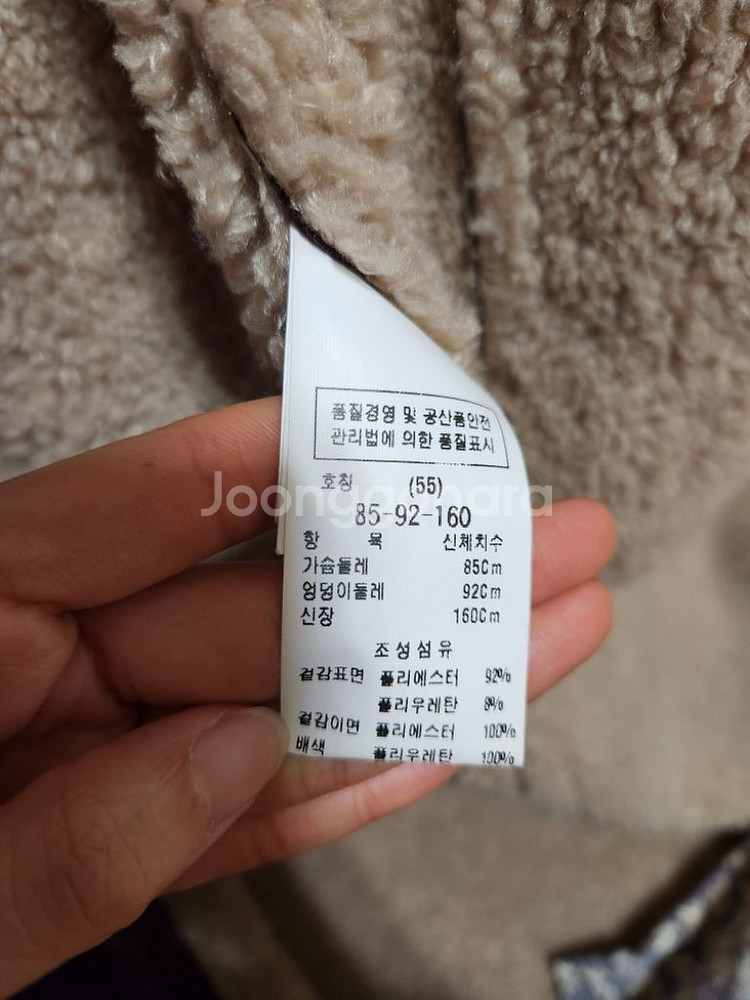 품질경영 및 공산품안전
관리법에 의한 품질표시
호칭 (55)
85-92-160
항 목 신체치수
가슴둘레 85Cm
엉덩이둘레 92Cm
신장 160Cm
조성섬유
겉감표면 폴리에스터 92%
폴리우레탄 8%
겉감이면 폴리에스터 100%
배색 폴리우레탄 100%
Joonggonara